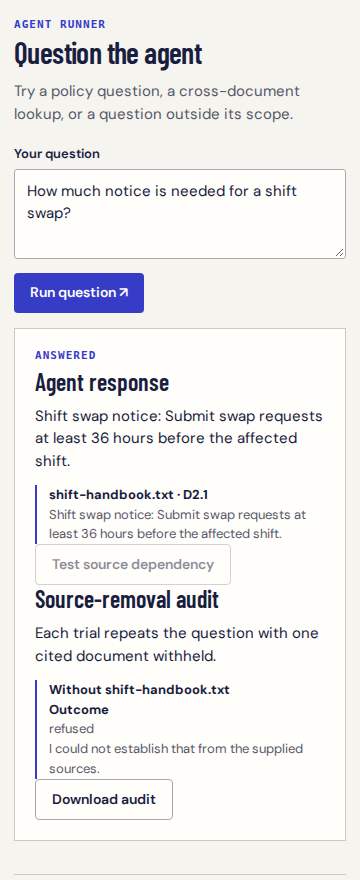 AGENT RUNNER
Question the agent
Try a policy question, a cross-document
lookup, or a question outside its scope.
Your question
How much notice is needed for a shift
swap?
Run question
ANSWERED
Agent response
Shift swap notice: Submit swap requests
at least 36 hours before the affected
shift.
shift-handbook.txt · D2.1
Shift swap notice: Submit swap requests at
least 36 hours before the affected shift.
Test source dependency
Source-removal audit
Each trial repeats the question with one
cited document withheld.
Without shift-handbook.txt
Outcome
refused
I could not establish that from the supplied
sources.
Download audit